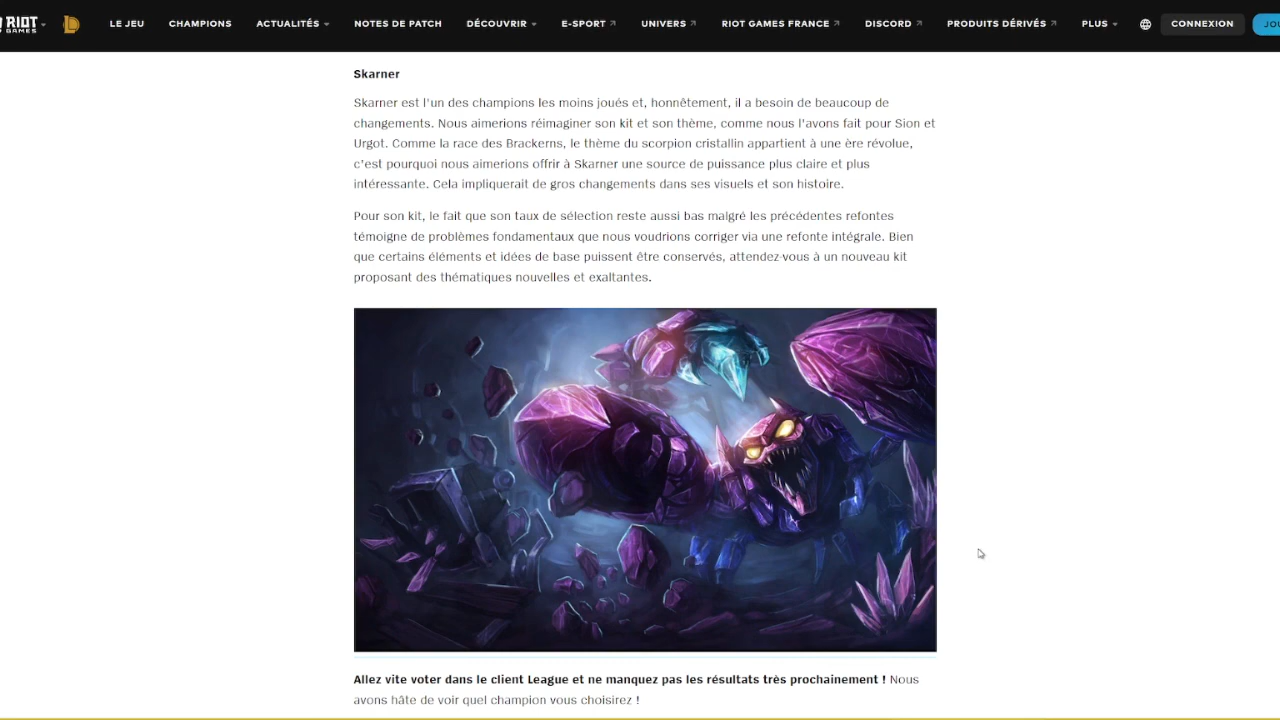 RIOT GAMES LE JEU CHAMPIONS ACTUALITÉS NOTES DE PATCH DÉCOUVRIR E-SPORT UNIVERS RIOT GAMES FRANCE DISCORD PRODUITS DÉRIVÉS PLUS CONNEXION
Skarner
Skarner est l'un des champions les moins joués et, honnêtement, il a besoin de beaucoup de
changements. Nous aimerions réimaginer son kit et son thème, comme nous l'avons fait pour Sion et
Urgot. Comme la race des Brackerns, le thème du scorpion cristallin appartient à une ère révolue,
c'est pourquoi nous aimerions offrir à Skarner une source de puissance plus claire et plus
intéressante. Cela impliquerait de gros changements dans ses visuels et son histoire.
Pour son kit, le fait que son taux de sélection reste aussi bas malgré les précédentes refontes
témoigne de problèmes fondamentaux que nous voudrions corriger via une refonte intégrale. Bien
que certains éléments et idées de base puissent être conservés, attendez-vous à un nouveau kit
proposant des thématiques nouvelles et exaltantes.
Allez vite voter dans le client League et ne manquez pas les résultats très prochainement ! Nous
avons hâte de voir quel champion vous choisirez !